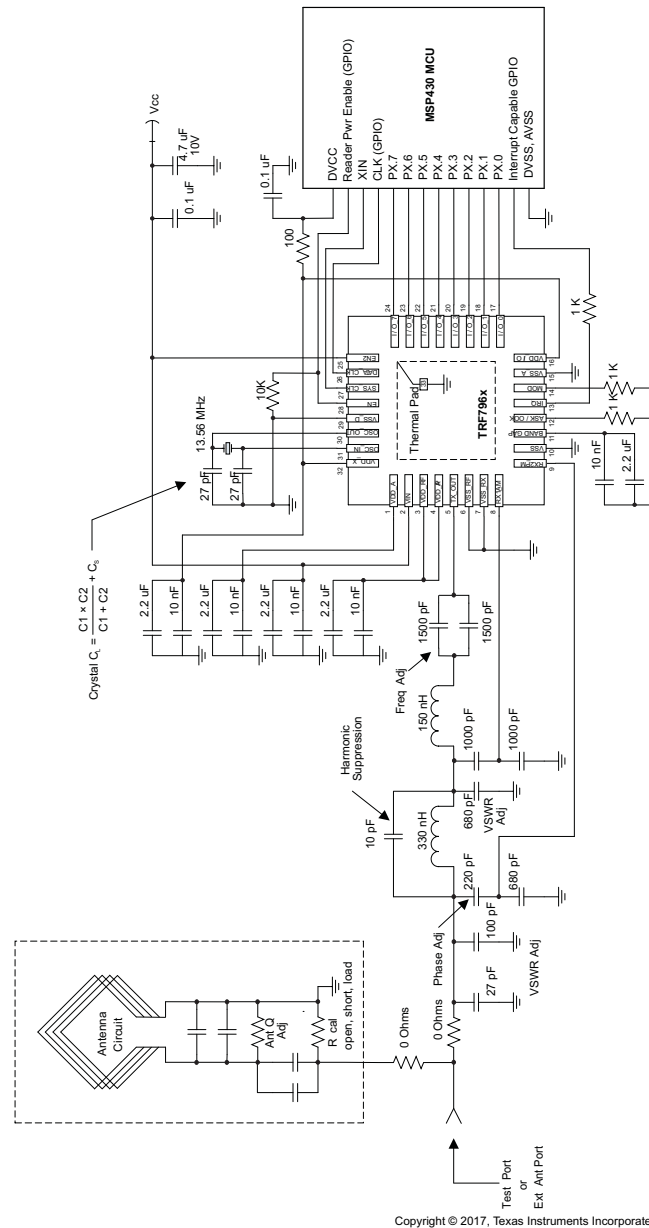 Vcc
4.7 uF
10V
0.1 uF
0.1 uF
100
MSP430 MCU
DVCC
Reader Pwr Enable (GPIO)
XIN
CLK (GPIO)
PX.7
PX.6
PX.5
PX.4
PX.3
PX.2
PX.1
PX.0
Interrupt Capable GPIO
DVSS, AVSS
Crystal C_L = C1 × C2 / C1 + C2 + C_S
13.56 MHz
27 pF
27 pF
10K
TRF796x
Thermal Pad
33
24
23
22
21
20
19
18
17
I/O_7
I/O_6
I/O_5
I/O_4
I/O_3
I/O_2
I/O_1
I/O_0
EN2
DATA_CLK
SYS_CLK
EN
VSS_D
OSC_OUT
OSC_IN
VDD_X
25
26
27
28
29
30
31
32
1
2
3
4
5
6
7
8
VDD_A
VIN
VDD_RF
TX_OUT
VSS_RF
VSS_RX
VDD_I/O
VSS_A
MOD
IRQ
ASK / OOK
BAND GAP
VSS
RX2PM
16
15
14
13
12
11
10
9
1 K
1 K
1 K
10 nF
2.2 uF
2.2 uF
10 nF
2.2 uF
10 nF
2.2 uF
10 nF
2.2 uF
10 nF
1500 pF
1500 pF
Freq Adj
150 nH
1000 pF
1000 pF
Harmonic
Suppression
10 pF
330 nH
680 pF
VSWR
Adj
220 pF
680 pF
Phase Adj
100 pF
27 pF
VSWR Adj
0 Ohms
0 Ohms
Antenna
Circuit
Ant Q
Adj
R cal
open, short, load
Test Port
or
Ext Ant Port
Copyright © 2017, Texas Instruments Incorporate